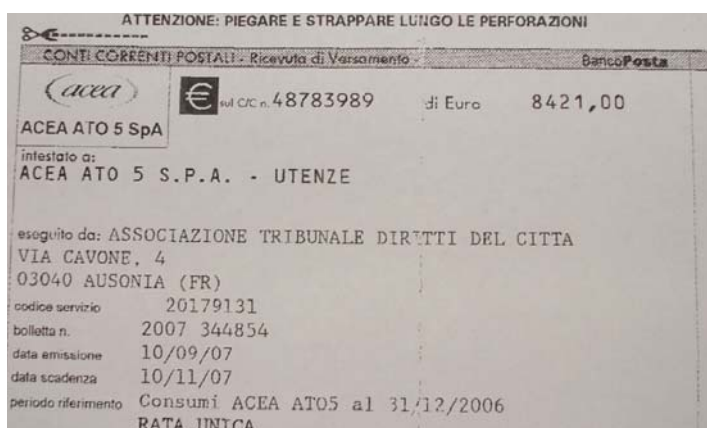 ATTENZIONE: PIEGARE E STRAPPARE LUNGO LE PERFORAZIONI
CONTI CORRENTI POSTALI - Ricevuta di Versamento -
BancoPosta
acea
€ sul C/C n. 48783989 di Euro 8421,00
ACEA ATO 5 SpA
intestato a:
ACEA ATO 5 S.P.A. - UTENZE
eseguito da: ASSOCIAZIONE TRIBUNALE DIRITTI DEL CITTA
VIA CAVONE, 4
03040 AUSONIA (FR)
codice servizio 20179131
bolletta n. 2007 344854
data emissione 10/09/07
data scadenza 10/11/07
periodo riferimento Consumi ACEA ATO5 al 31/12/2006
RATA UNICA